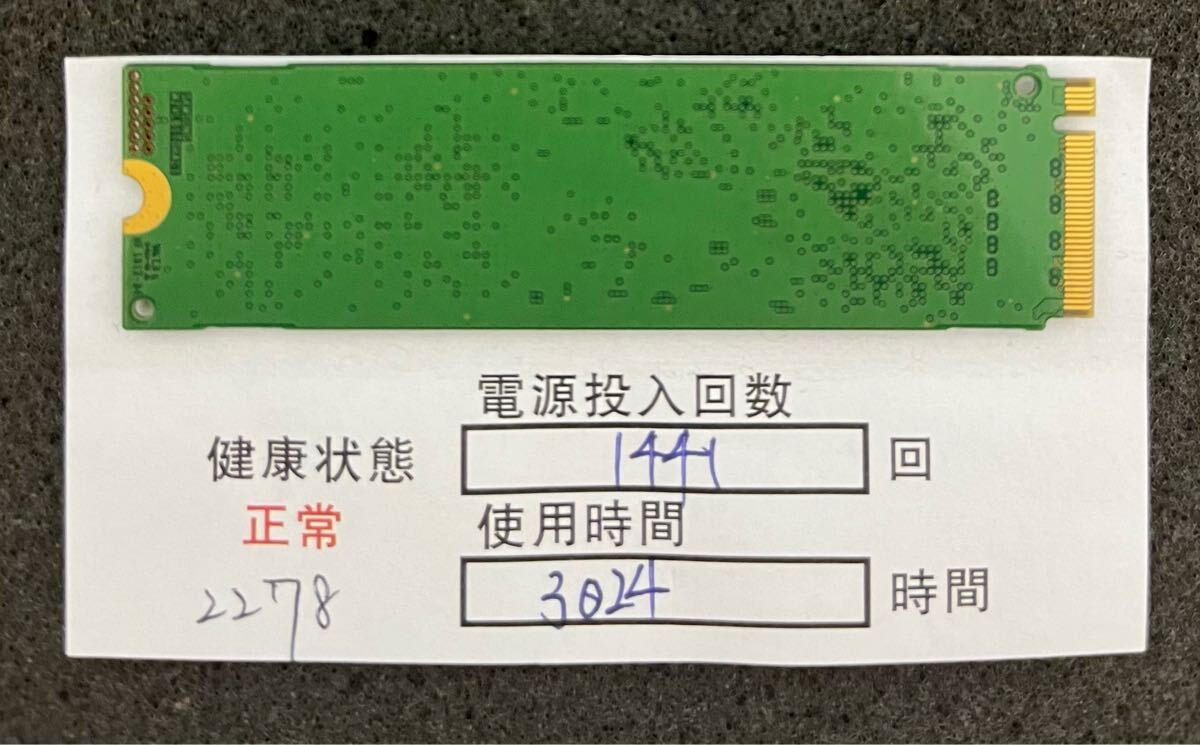 電源投入回数
健康状態 1441 回
正常 使用時間
2278 3024 時間